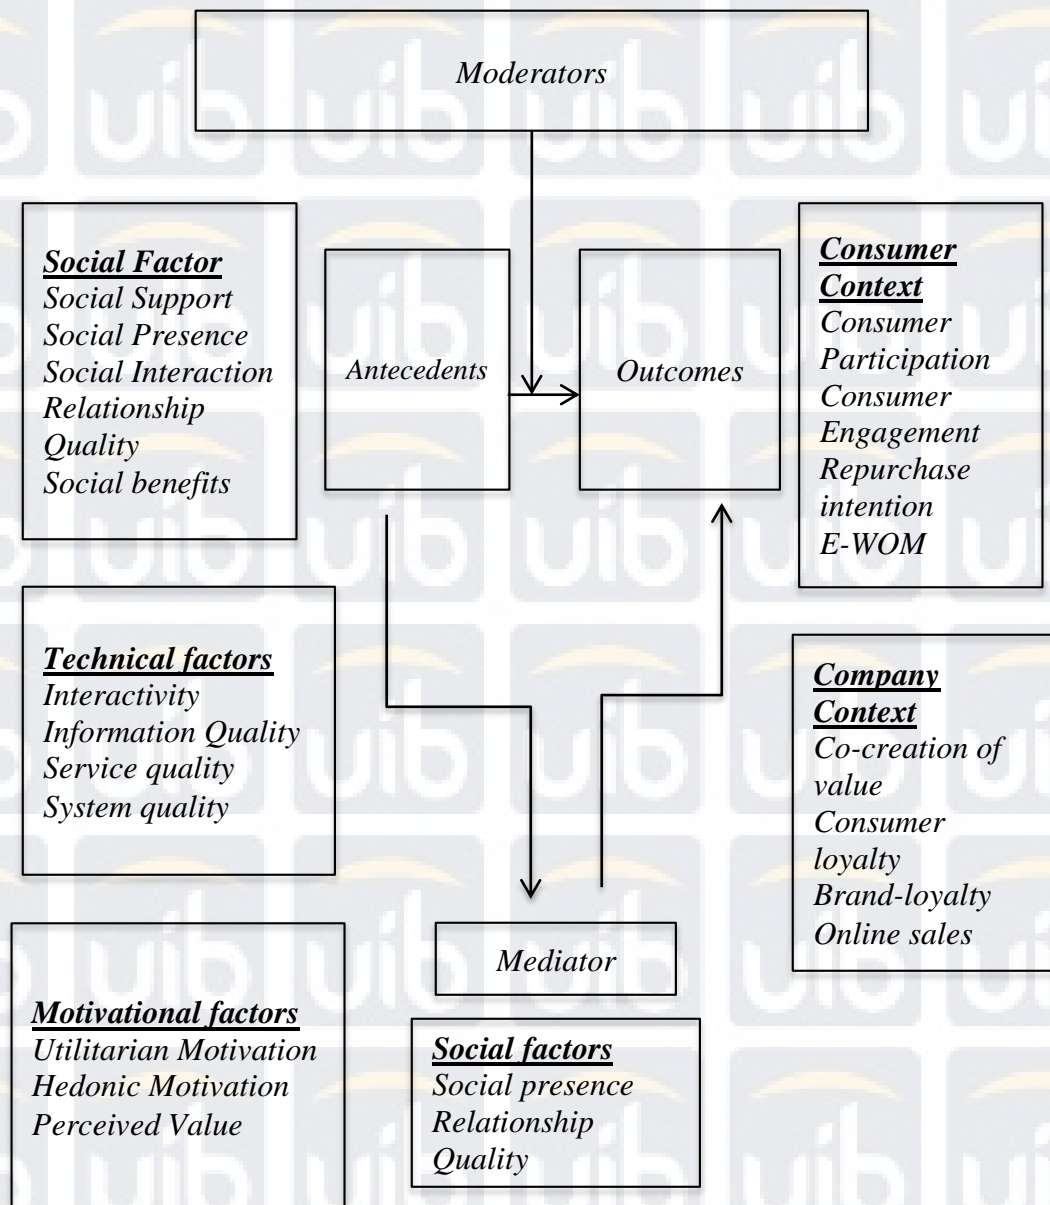 Moderators
Social Factor
Social Support
Social Presence
Social Interaction
Relationship
Quality
Social benefits
Antecedents
Outcomes
Consumer
Context
Consumer
Participation
Consumer
Engagement
Repurchase
intention
E-WOM
Technical factors
Interactivity
Information Quality
Service quality
System quality
Company
Context
Co-creation of
value
Consumer
loyalty
Brand-loyalty
Online sales
Motivational factors
Utilitarian Motivation
Hedonic Motivation
Perceived Value
Mediator
Social factors
Social presence
Relationship
Quality
uib